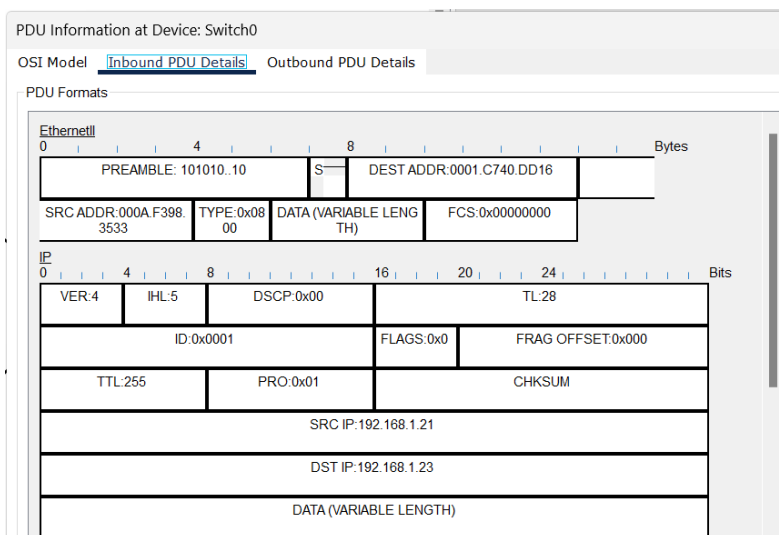 PDU Information at Device: Switch0
OSI Model Inbound PDU Details Outbound PDU Details
PDU Formats
EthernetII
0 4 8 Bytes
PREAMBLE: 101010..10 S DEST ADDR:0001.C740.DD16
SRC ADDR:000A.F398. TYPE:0x08 DATA (VARIABLE LENG FCS:0x00000000
3533 00 TH)
IP
0 4 8 16 20 24 Bits
VER:4 IHL:5 DSCP:0x00 TL:28
ID:0x0001 FLAGS:0x0 FRAG OFFSET:0x000
TTL:255 PRO:0x01 CHKSUM
SRC IP:192.168.1.21
DST IP:192.168.1.23
DATA (VARIABLE LENGTH)